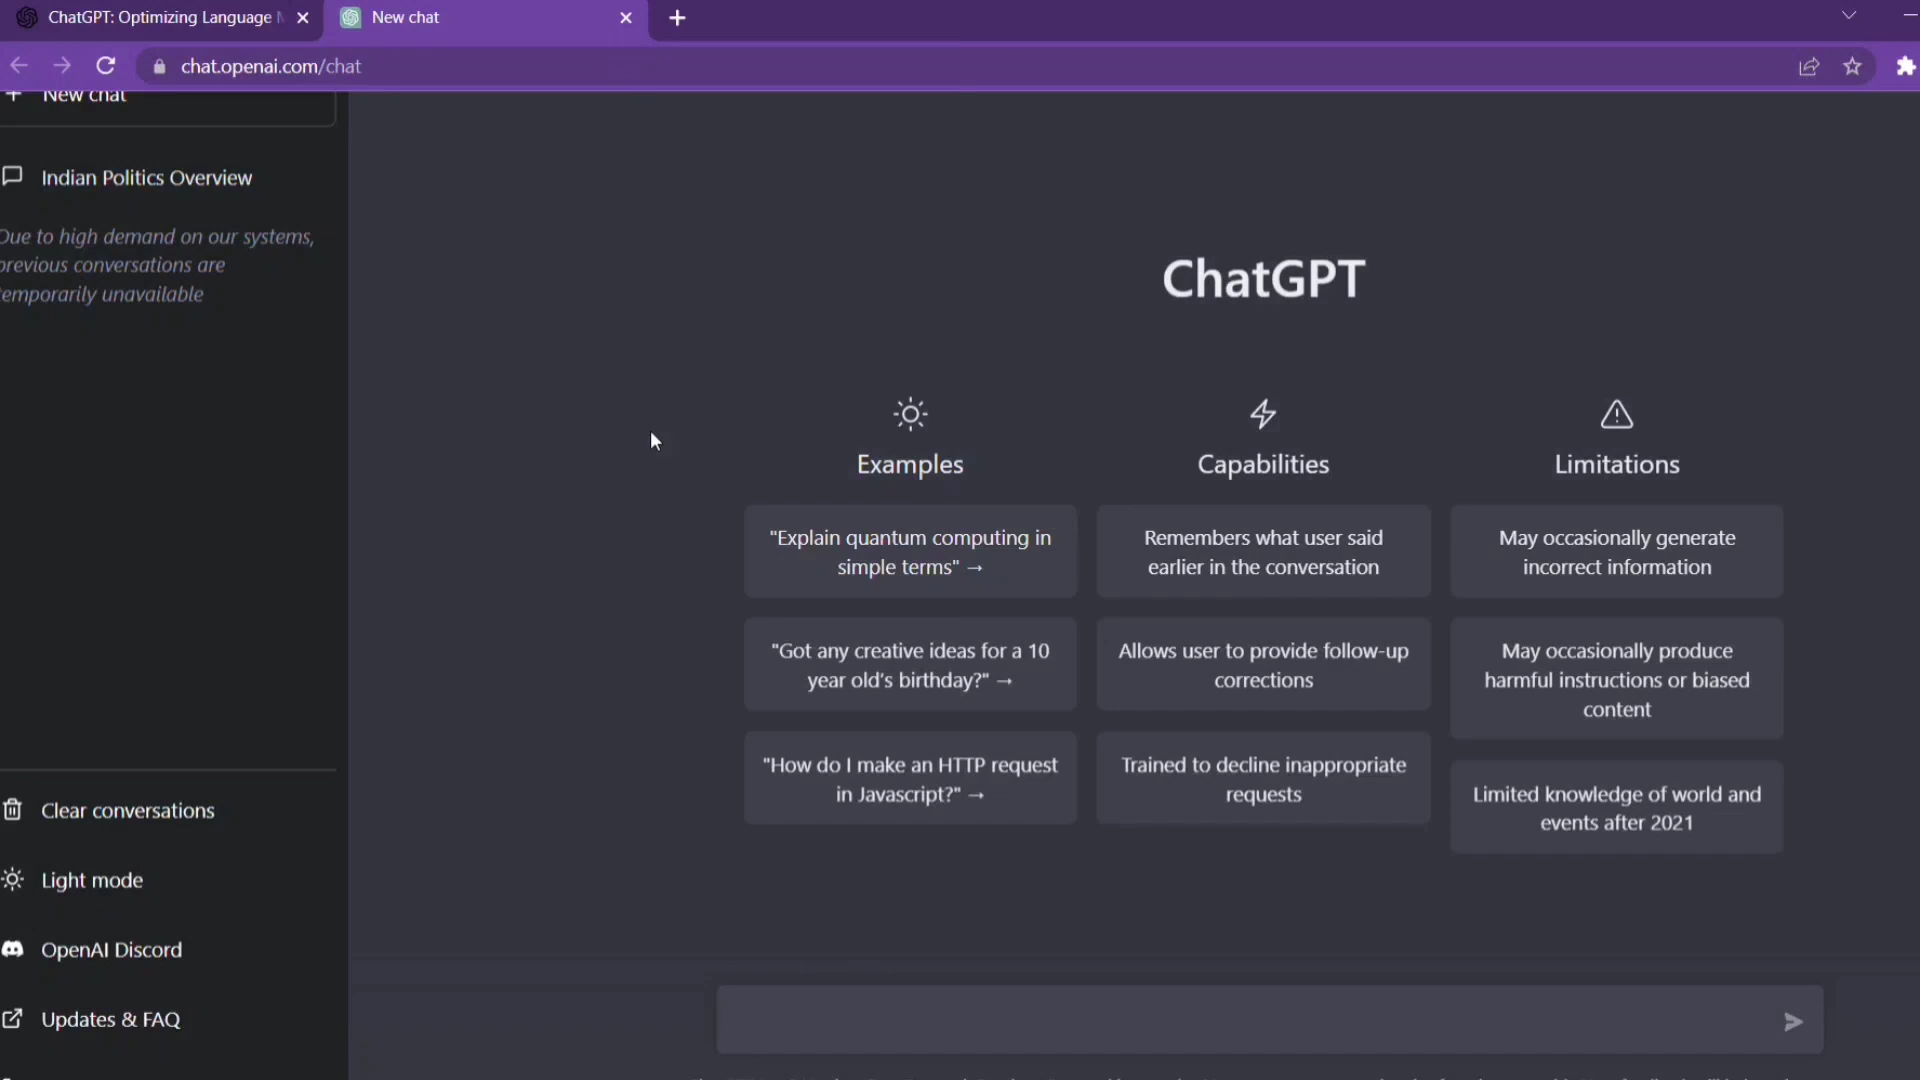 ChatGPT: Optimizing Language
New chat
chat.openai.com/chat
New chat
Indian Politics Overview
Due to high demand on our systems,
previous conversations are
temporarily unavailable
Clear conversations
Light mode
OpenAI Discord
Updates & FAQ
ChatGPT
Examples
"Explain quantum computing in
simple terms" →
"Got any creative ideas for a 10
year old's birthday?" →
"How do I make an HTTP request
in Javascript?" →
Capabilities
Remembers what user said
earlier in the conversation
Allows user to provide follow-up
corrections
Trained to decline inappropriate
requests
Limitations
May occasionally generate
incorrect information
May occasionally produce
harmful instructions or biased
content
Limited knowledge of world and
events after 2021